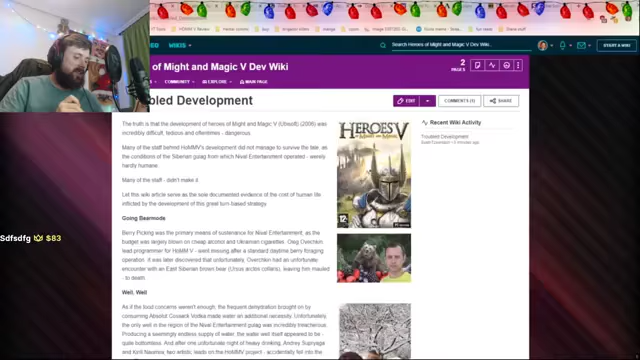 WIKIS
Search Heroes of Might and Magic V Dev Wiki...
START A WIKI
of Might and Magic V Dev Wiki
2
PAGES
COMMUNITY
EXPLORE
MAIN PAGE
bled Development
EDIT
COMMENTS
SHARE
The truth is that the development of heroes of Might and Magic V (Ubisoft) (2006) was
incredibly difficult, tedious and oftentimes - dangerous
Many of the staff behind HoMMV's development did not manage to survive the tale, as
the conditions of the Siberian gulag from which Nival Entertainment operated - were
hardly humane.
Many of the staff - didn't make it.
Let this sole article serve as the sole documented evidence of the cost of human life
inflicted by the development of this great turn-based strategy.
Going Bearmods
Berry Picking was the primary means of sustenance for Nival Entertainment, as the
budget was largely blown on cheap alcohol and Ukrainian cigarettes. Oleg Ovechkin
lead programmer for HoMM V - went missing after a standard daytime berry foraging
operation. It was later discovered that unfortunately, Overchkin had an unfortunate
encounter with an East Siberian brown bear (Ursus arctos collaris), leaving him mauled
- to death.
Well, Well
As if the food concerns weren't enough, the frequent dehydration brought on by
consuming Absolut Cossack Vodka made water an additional necessity. Unfortunately,
the only well in the region of the Nival Entertainment gulag was incredibly treacherous.
Producing a seemingly endless supply of water, the water well itself appeared to be
quite bottomless. And after one unfortunate night of heavy drinking, Andrey Supryaga
and Kirill Naumov, two artistic leads on the HoMMV project - accidentally fell into the
HEROES V
OF MIGHT AND MAGIC
12
Recent Wiki Activity
Troubled Development
Sdfsdfg
$83